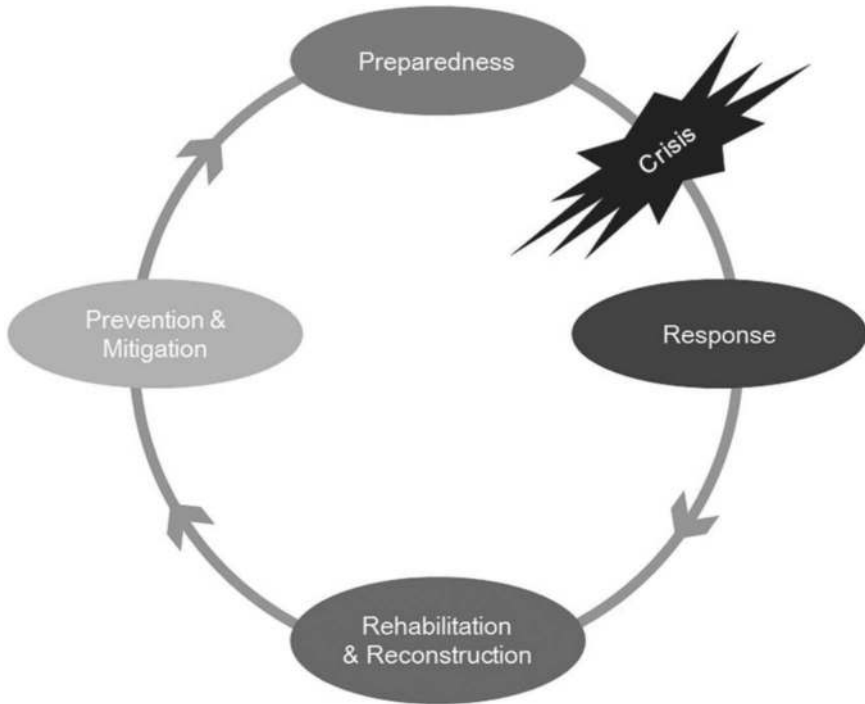 Preparedness
Crisis
Prevention &
Mitigation
Response
Rehabilitation
& Reconstruction